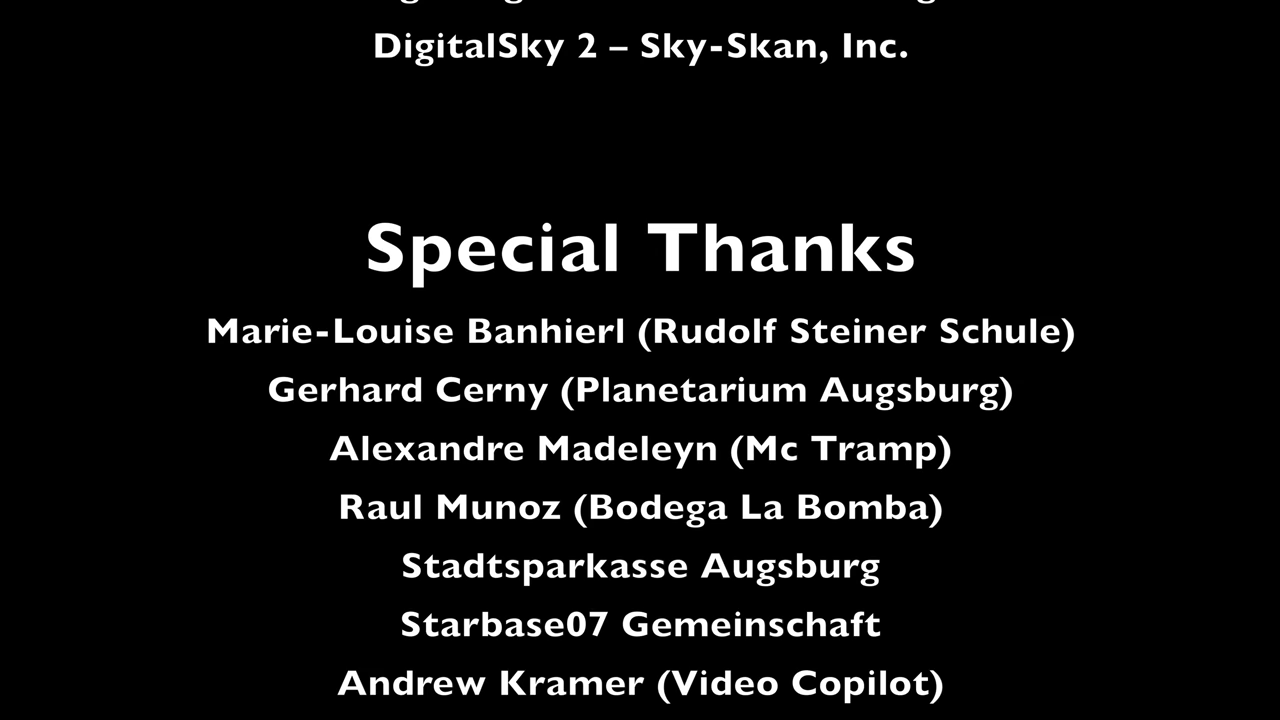 DigitalSky 2 – Sky-Skan, Inc.
Special Thanks
Marie-Louise Banhierl (Rudolf Steiner Schule)
Gerhard Cerny (Planetarium Augsburg)
Alexandre Madeleyn (Mc Tramp)
Raul Munoz (Bodega La Bomba)
Stadtsparkasse Augsburg
Starbase07 Gemeinschaft
Andrew Kramer (Video Copilot)